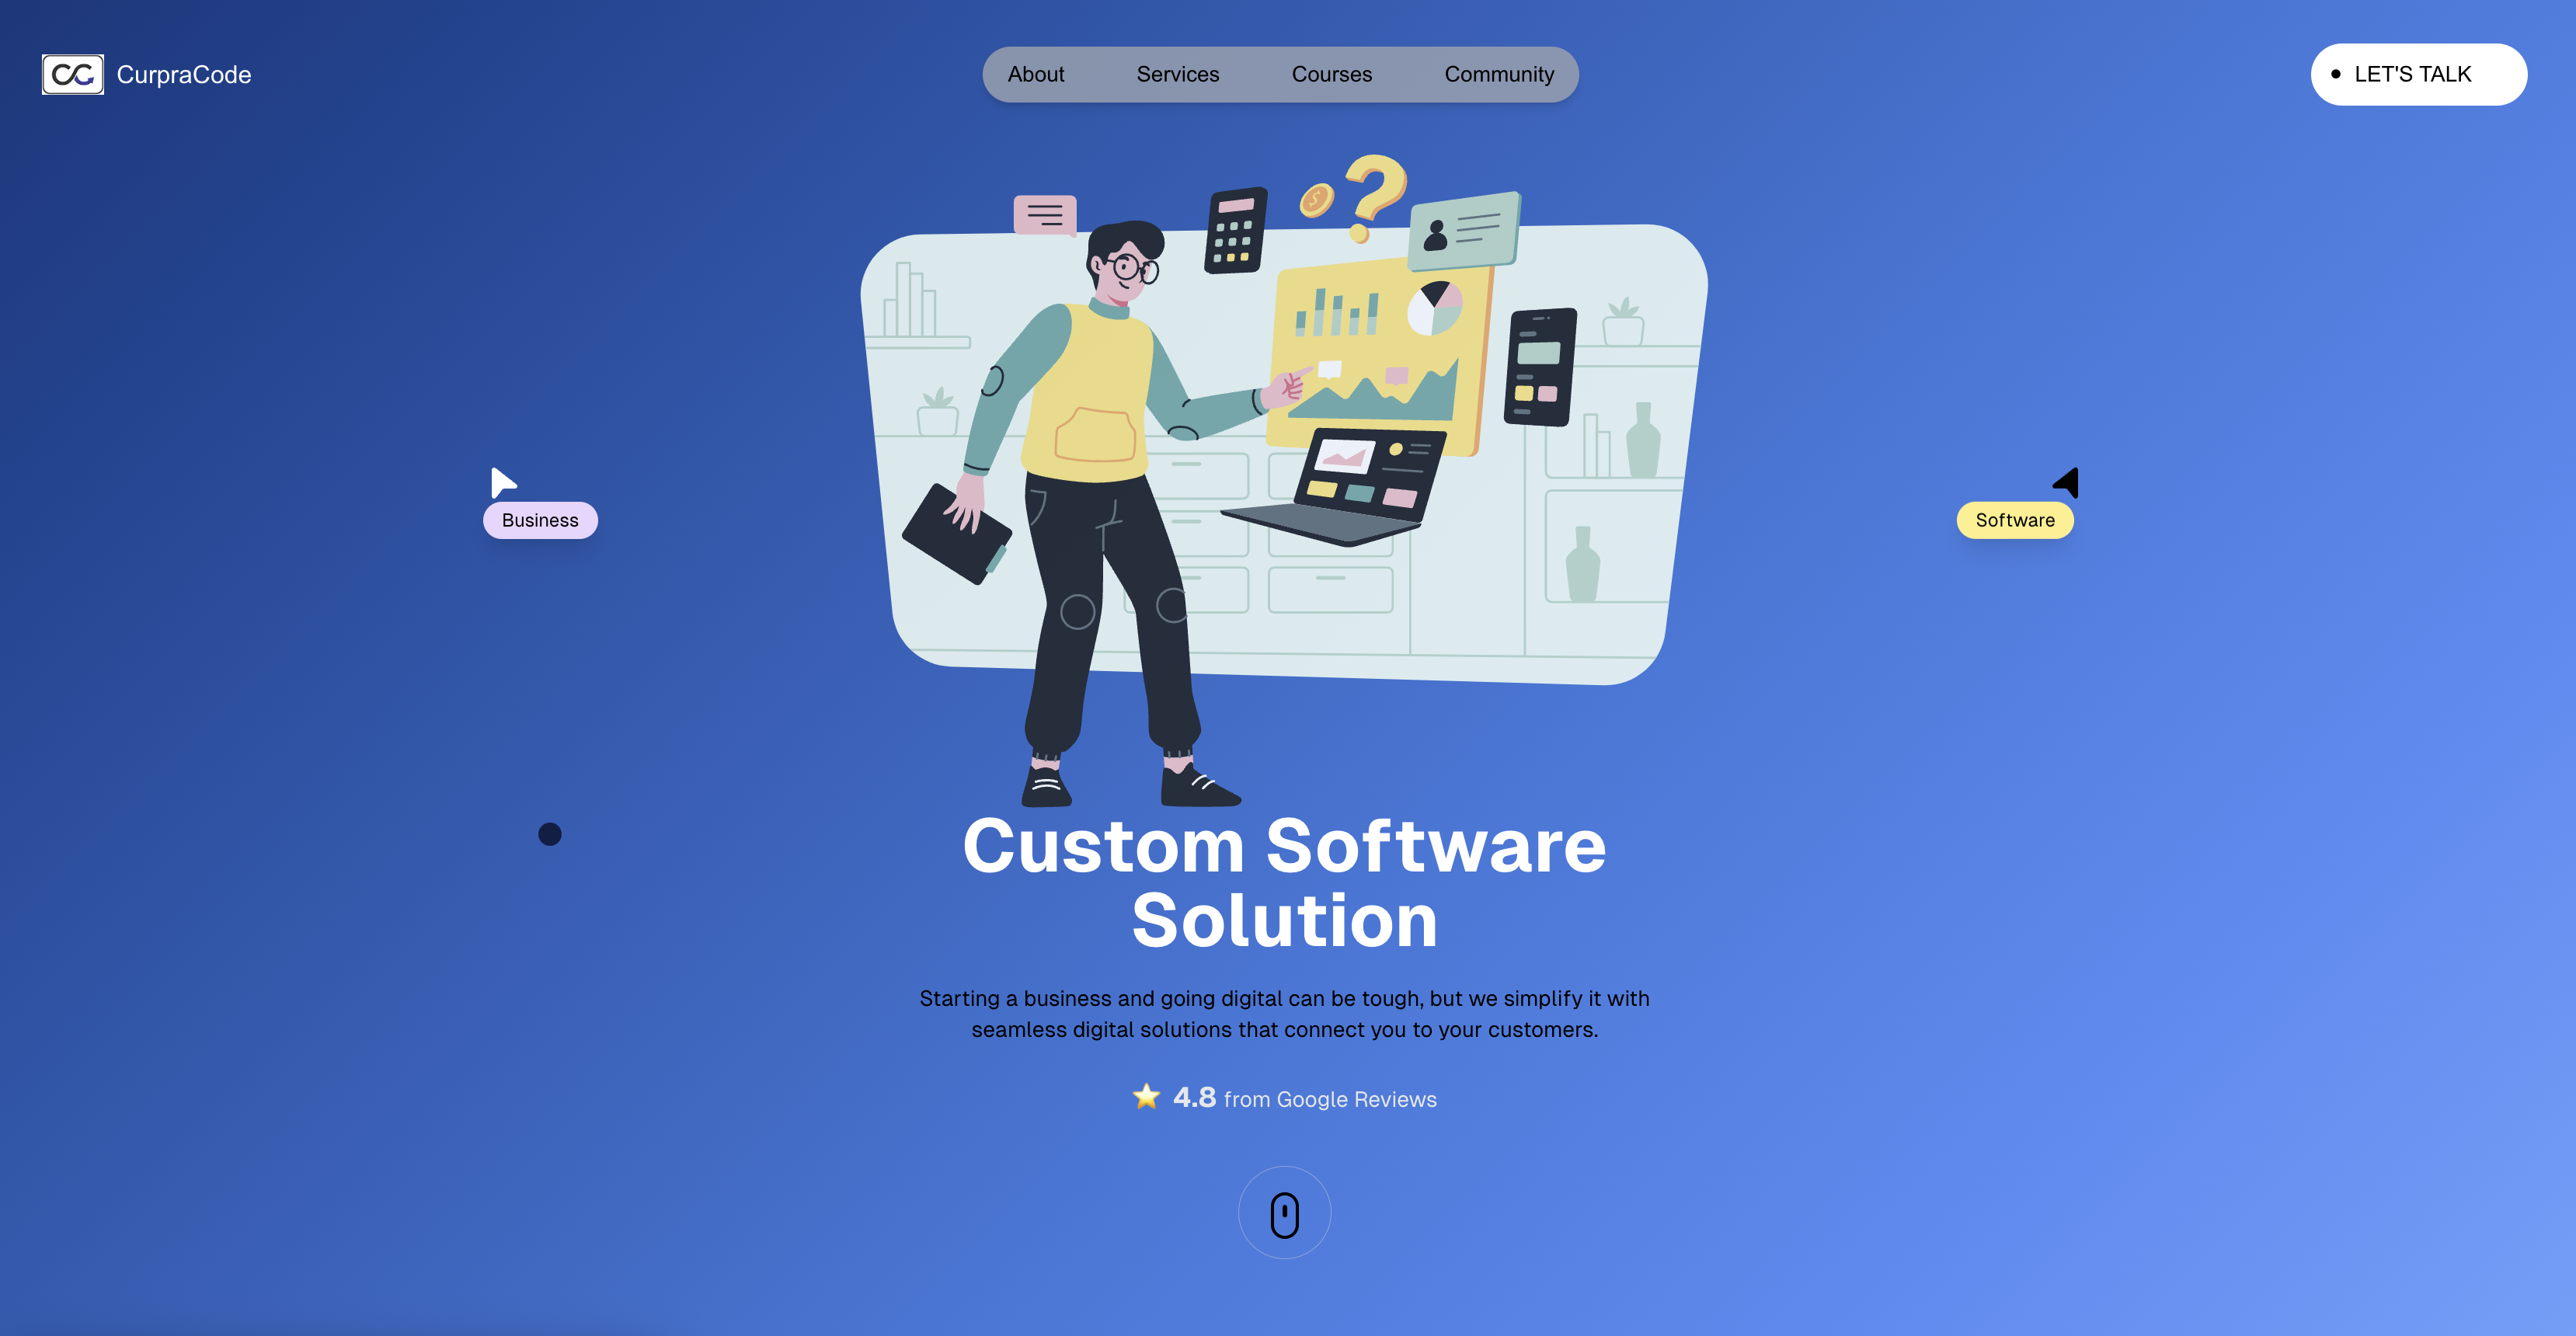 CurpraCode
About Services Courses Community
LET'S TALK
Business
Software
Custom Software
Solution
Starting a business and going digital can be tough, but we simplify it with
seamless digital solutions that connect you to your customers.
4.8 from Google Reviews